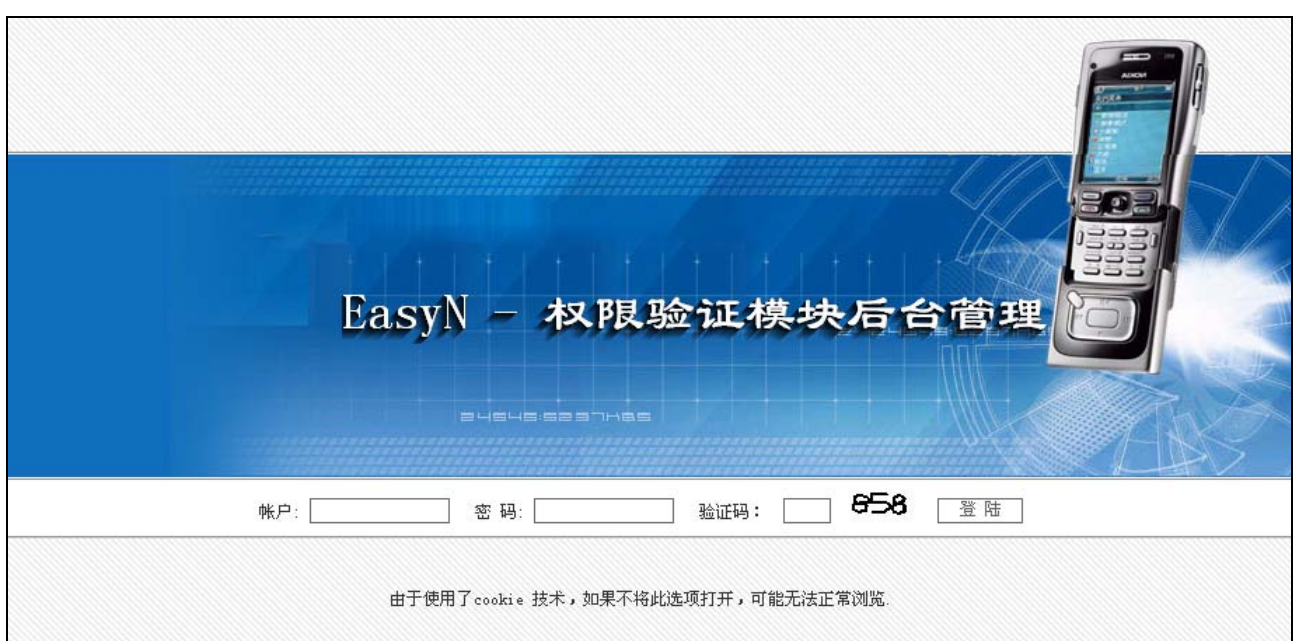 EasyN - 权限验证模块后台管理
帐户: 密 码: 验证码： 858 登 陆
由于使用了cookie 技术，如果不将此选项打开，可能无法正常浏览.